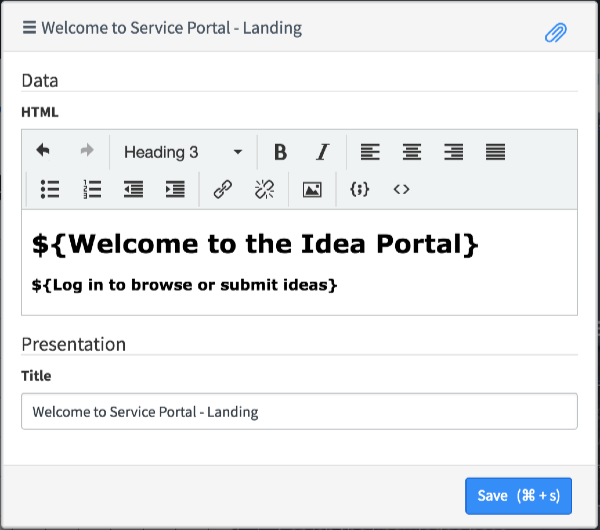 Welcome to Service Portal - Landing
Data
HTML
Heading 3 B I
{;} <>
${Welcome to the Idea Portal}
${Log in to browse or submit ideas}
Presentation
Title
Welcome to Service Portal - Landing
Save (⌘ + s)